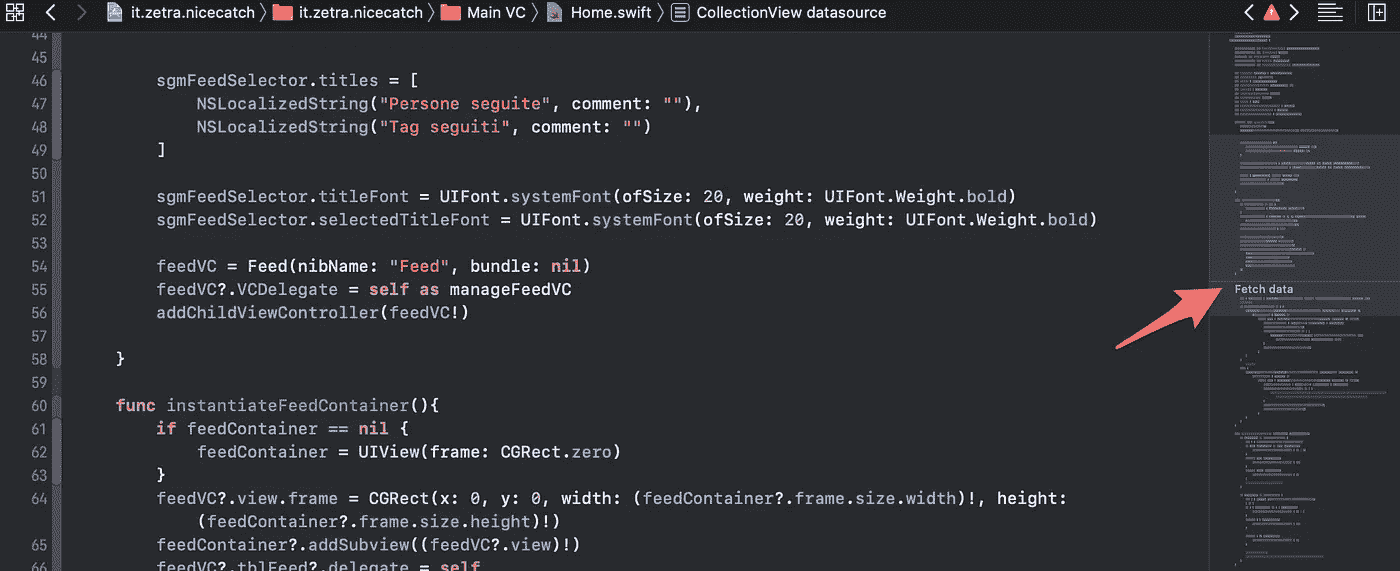 it.zetra.nicecatch it.zetra.nicecatch Main VC Home.swift CollectionView datasource
44
45
46 sgmFeedSelector.titles = [
47 NSLocalizedString("Persone seguite", comment: ""),
48 NSLocalizedString("Tag seguiti", comment: "")
49 ]
50
51 sgmFeedSelector.titleFont = UIFont.systemFont(ofSize: 20, weight: UIFont.Weight.bold)
52 sgmFeedSelector.selectedTitleFont = UIFont.systemFont(ofSize: 20, weight: UIFont.Weight.bold)
53
54 feedVC = Feed(nibName: "Feed", bundle: nil)
55 feedVC?.VCDelegate = self as manageFeedVC
56 addChildViewController(feedVC!)
57
58 }
59
60 func instantiateFeedContainer(){
61 if feedContainer == nil {
62 feedContainer = UIView(frame: CGRect.zero)
63 }
64 feedVC?.view.frame = CGRect(x: 0, y: 0, width: (feedContainer?.frame.size.width)!, height:
(feedContainer?.frame.size.height)!)
65 feedContainer?.addSubview((feedVC?.view)!)
66 feedVC?.tblFeed?.delegate = self
Fetch data